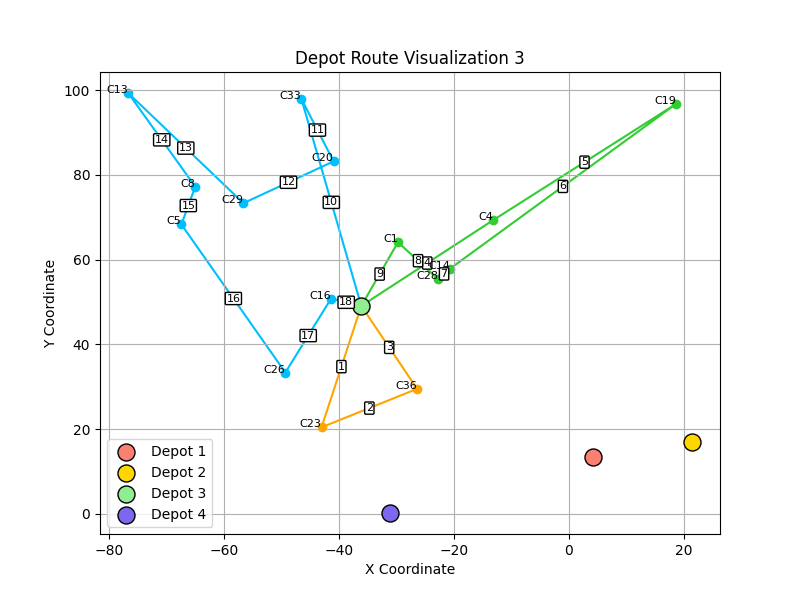 Depot Route Visualization 3
Y Coordinate
100
80
60
40
20
0
C13
C33
C19
11
14
13
5
C20
C8
12
6
C29
15
10
C5
C4
C1
8
4
C14
9
7
C28
16
C16
18
17
3
1
C26
C36
2
C23
Depot 1
Depot 2
Depot 3
Depot 4
−80
−60
−40
−20
0
20
X Coordinate